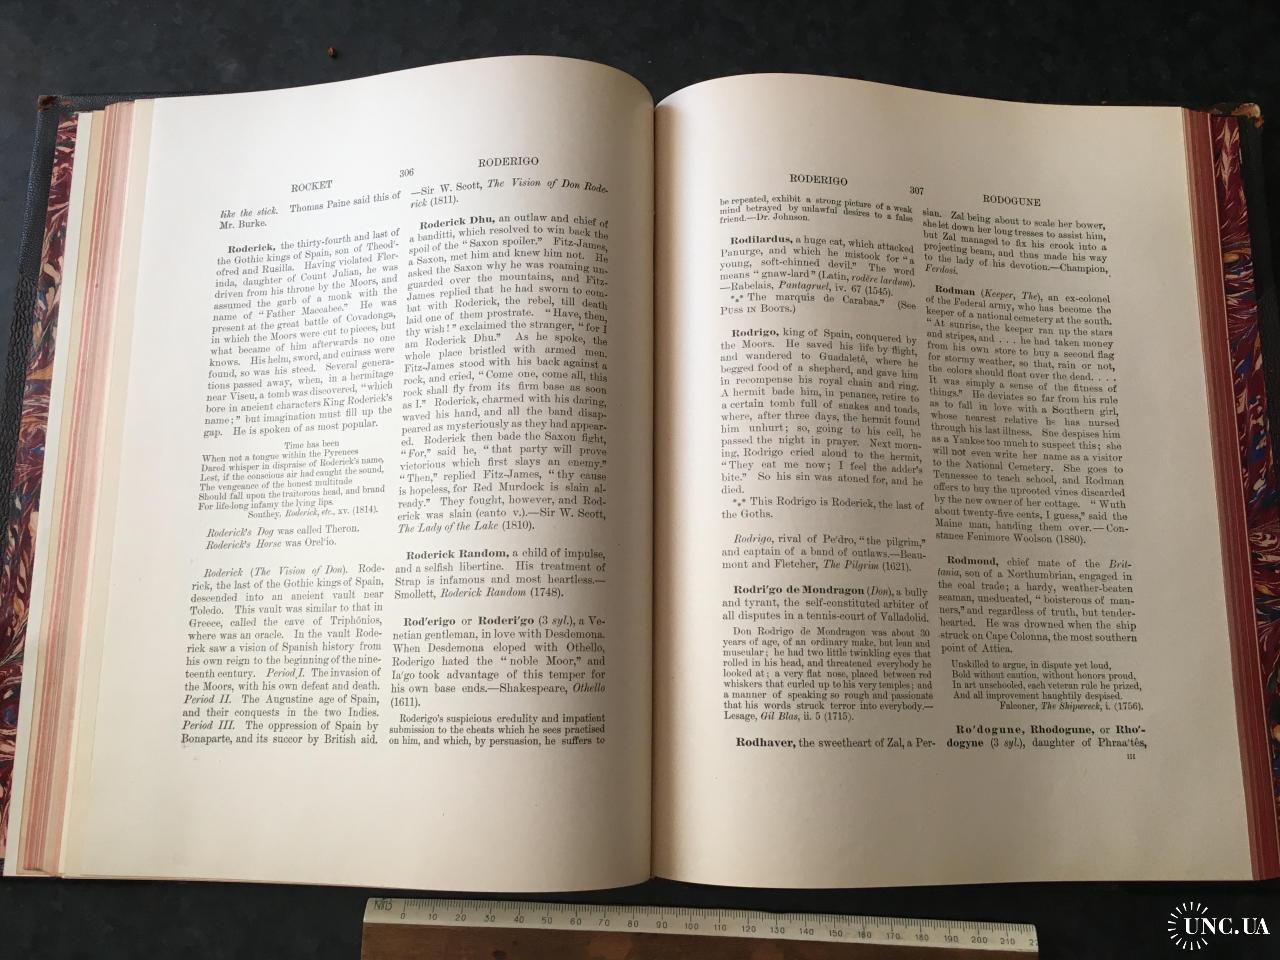 ROCKET
306
RODERIGO
like the stick. Thomas Paine said this of
Mr. Burke.
Roderick, the thirty-fourth and last of
the Gothic kings of Spain, son of Theod'-
ofred and Rusilla. Having violated Flor-
inda, daughter of Count Julian, he was
driven from his throne by the Moors, and
assumed the garb of a monk with the
name of "Father Maccabee." He was
present at the great battle of Covadonga,
in which the Moors were cut to pieces, but
what became of him afterwards no one
knows. His helm, sword, and cuirass were
found, so was his steed. Several genera-
tions passed away, when, in a hermitage
near Viseu, a tomb was discovered, "which
bore in ancient characters King Roderick's
name;" but imagination must fill up the
gap. He is spoken of as most popular.
Time has been
When not a tongue within the Pyrenees
Dared whisper in dispraise of Roderick's name,
Lest, if the conscious air had caught the sound,
The vengeance of the honest multitude
Should fall upon the traitorous head, and brand
For life-long infamy the lying lips.
Southey, Roderick, etc., xv. (1814).
Roderick's Dog was called Theron.
Roderick's Horse was Orel'io.
Roderick (The Vision of Don). Rode-
rick, the last of the Gothic kings of Spain,
descended into an ancient vault near
Toledo. This vault was similar to that in
Greece, called the cave of Triphōnios,
where was an oracle. In the vault Rode-
rick saw a vision of Spanish history from
his own reign to the beginning of the nine-
teenth century. Period I. The invasion of
the Moors, with his own defeat and death.
Period II. The Augustine age of Spain,
and their conquests in the two Indies.
Period III. The oppression of Spain by
Bonaparte, and its succor by British aid.
—Sir W. Scott, The Vision of Don Rode-
rick (1811).
Roderick Dhu, an outlaw and chief of
a banditti, which resolved to win back the
spoil of the "Saxon spoiler." Fitz-James,
a Saxon, met him and knew him not. He
asked the Saxon why he was roaming un-
guarded over the mountains, and Fitz-
James replied that he had sworn to com-
bat with Roderick, the rebel, till death
laid one of them prostrate. "Have, then,
thy wish!" exclaimed the stranger, "for I
am Roderick Dhu." As he spoke, the
whole place bristled with armed men.
Fitz-James stood with his back against a
rock, and cried, "Come one, come all, this
rock shall fly from its firm base as soon
as I." Roderick, charmed with his daring,
waved his hand, and all the band disap-
peared as mysteriously as they had appear-
ed. Roderick then bade the Saxon fight,
"For," said he, "that party will prove
victorious which first slays an enemy."
"Then," replied Fitz-James, "thy cause
is hopeless, for Red Murdock is slain al-
ready." They fought, however, and Rod-
erick was slain (canto v.).—Sir W. Scott,
The Lady of the Lake (1810).
Roderick Random, a child of impulse,
and a selfish libertine. His treatment of
Strap is infamous and most heartless.—
Smollett, Roderick Random (1748).
Rod'erigo or Roderi'go (3 syl.), a Ve-
netian gentleman, in love with Desdemona.
When Desdemona eloped with Othello,
Roderigo hated the "noble Moor," and
Ia'go took advantage of this temper for
his own base ends.—Shakespeare, Othello
(1611).
Roderigo's suspicious credulity and impatient
submission to the cheats which he sees practised
on him, and which, by persuasion, he suffers to
RODERIGO
307
RODOGUNE
be repeated, exhibit a strong picture of a weak
mind betrayed by unlawful desires to a false
friend.—Dr. Johnson.
Rodilardus, a huge cat, which attacked
Panurge, and which he mistook for "a
young, soft-chinned devil." The word
means "gnaw-lard" (Latin, rodĕre lardum).
—Rabelais, Pantagruel, iv. 67 (1545).
*** The marquis de Carabas." (See
PUSS IN BOOTS.)
Rodrigo, king of Spain, conquered by
the Moors. He saved his life by flight,
and wandered to Guadaletê, where he
begged food of a shepherd, and gave him
in recompense his royal chain and ring.
A hermit bade him, in penance, retire to
a certain tomb full of snakes and toads,
where, after three days, the hermit found
him unhurt; so, going to his cell, he
passed the night in prayer. Next morn-
ing, Rodrigo cried aloud to the hermit,
"They eat me now; I feel the adder's
bite." So his sin was atoned for, and he
died.
*** This Rodrigo is Roderick, the last of
the Goths.
Rodrigo, rival of Pe'dro, "the pilgrim,"
and captain of a band of outlaws.—Beau-
mont and Fletcher, The Pilgrim (1621).
Rodri'go de Mondragon (Don), a bully
and tyrant, the self-constituted arbiter of
all disputes in a tennis-court of Valladolid.
Don Rodrigo de Mondragon was about 30
years of age, of an ordinary make, but lean and
muscular; he had two little twinkling eyes that
rolled in his head, and threatened everybody he
looked at; a very flat nose, placed between red
whiskers that curled up to his very temples; and
a manner of speaking so rough and passionate
that his words struck terror into everybody.—
Lesage, Gil Blas, ii. 5 (1715).
Rodhaver, the sweetheart of Zal, a Per-
sian. Zal being about to scale her bower,
she let down her long tresses to assist him,
but Zal managed to fix his crook into a
projecting beam, and thus made his way
to the lady of his devotion.—Champion,
Ferdosi.
Rodman (Keeper, The), an ex-colonel
of the Federal army, who has become the
keeper of a national cemetery at the south.
"At sunrise, the keeper ran up the stars
and stripes, and . . . he had taken money
from his own store to buy a second flag
for stormy weather, so that, rain or not,
the colors should float over the dead. . . .
It was simply a sense of the fitness of
things." He deviates so far from his rule
as to fall in love with a Southern girl,
whose nearest relative he has nursed
through his last illness. She despises him
as a Yankee too much to suspect this; she
will not even write her name as a visitor
to the National Cemetery. She goes to
Tennessee to teach school, and Rodman
offers to buy the uprooted vines discarded
by the new owner of her cottage. "Wuth
about twenty-five cents, I guess," said the
Maine man, handing them over.—Con-
stance Fenimore Woolson (1880).
Rodmond, chief mate of the Brit-
tania, son of a Northumbrian, engaged in
the coal trade; a hardy, weather-beaten
seaman, uneducated, "boisterous of man-
ners," and regardless of truth, but tender-
hearted. He was drowned when the ship
struck on Cape Colonna, the most southern
point of Attica.
Unskilled to argue, in dispute yet loud,
Bold without caution, without honors proud,
In art unschooled, each veteran rule he prized,
And all improvement haughtily despised.
Falconer, The Shipwreck, i. (1756).
Ro'dogune, Rhodogune, or Rho'-
dogyne (3 syl.), daughter of Phraa'tês,
III
0 10 20 30 40 50 60 70 80 90 100 110 120 130 140 150 160 170 180 190 200 210
UNC.UA